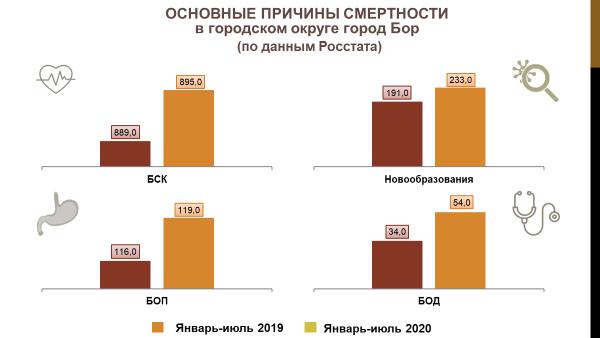 ОСНОВНЫЕ ПРИЧИНЫ СМЕРТНОСТИ
в городском округе город Бор
(по данным Росстата)
889,0
895,0
БСК
191,0
233,0
Новообразования
116,0
119,0
БОП
34,0
54,0
БОД
Январь-июль 2019
Январь-июль 2020